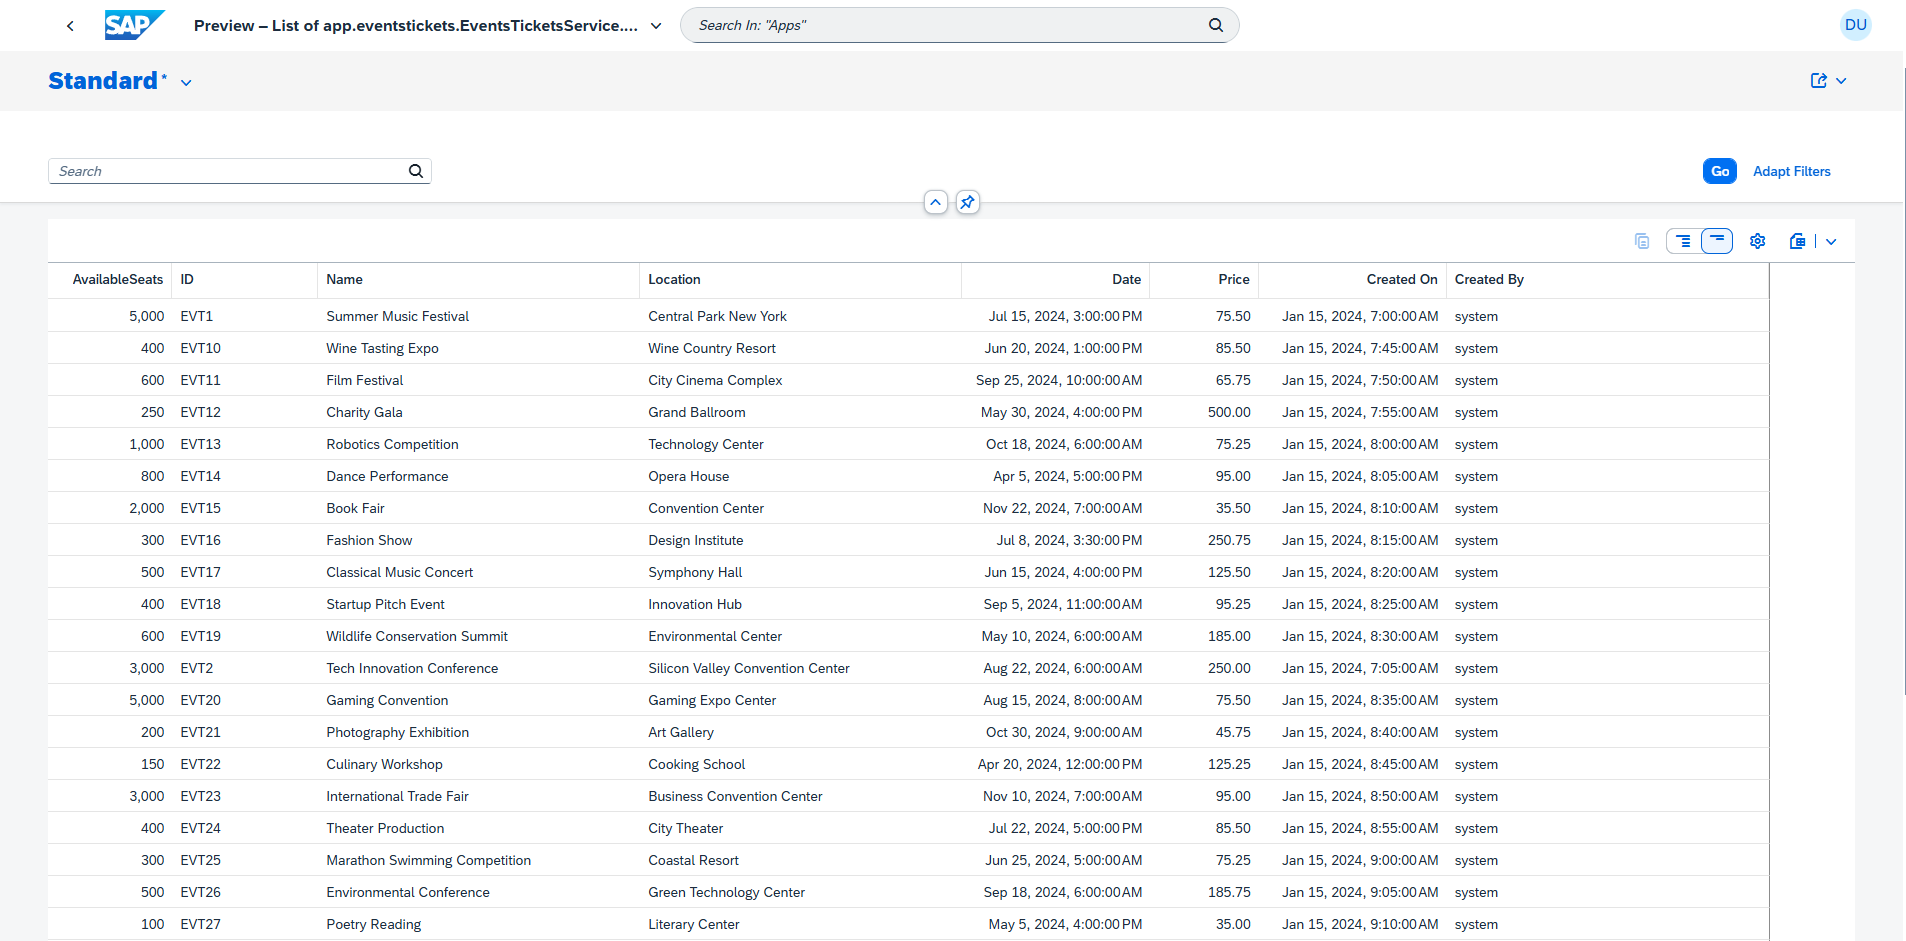 SAP Preview – List of app.eventstickets.EventsTicketsService.... Search In: "Apps" DU
Standard *
Search Go Adapt Filters
AvailableSeats ID Name Location Date Price Created On Created By
5,000 EVT1 Summer Music Festival Central Park New York Jul 15, 2024, 3:00:00 PM 75.50 Jan 15, 2024, 7:00:00 AM system
400 EVT10 Wine Tasting Expo Wine Country Resort Jun 20, 2024, 1:00:00 PM 85.50 Jan 15, 2024, 7:45:00 AM system
600 EVT11 Film Festival City Cinema Complex Sep 25, 2024, 10:00:00 AM 65.75 Jan 15, 2024, 7:50:00 AM system
250 EVT12 Charity Gala Grand Ballroom May 30, 2024, 4:00:00 PM 500.00 Jan 15, 2024, 7:55:00 AM system
1,000 EVT13 Robotics Competition Technology Center Oct 18, 2024, 6:00:00 AM 75.25 Jan 15, 2024, 8:00:00 AM system
800 EVT14 Dance Performance Opera House Apr 5, 2024, 5:00:00 PM 95.00 Jan 15, 2024, 8:05:00 AM system
2,000 EVT15 Book Fair Convention Center Nov 22, 2024, 7:00:00 AM 35.50 Jan 15, 2024, 8:10:00 AM system
300 EVT16 Fashion Show Design Institute Jul 8, 2024, 3:30:00 PM 250.75 Jan 15, 2024, 8:15:00 AM system
500 EVT17 Classical Music Concert Symphony Hall Jun 15, 2024, 4:00:00 PM 125.50 Jan 15, 2024, 8:20:00 AM system
400 EVT18 Startup Pitch Event Innovation Hub Sep 5, 2024, 11:00:00 AM 95.25 Jan 15, 2024, 8:25:00 AM system
600 EVT19 Wildlife Conservation Summit Environmental Center May 10, 2024, 6:00:00 AM 185.00 Jan 15, 2024, 8:30:00 AM system
3,000 EVT2 Tech Innovation Conference Silicon Valley Convention Center Aug 22, 2024, 6:00:00 AM 250.00 Jan 15, 2024, 7:05:00 AM system
5,000 EVT20 Gaming Convention Gaming Expo Center Aug 15, 2024, 8:00:00 AM 75.50 Jan 15, 2024, 8:35:00 AM system
200 EVT21 Photography Exhibition Art Gallery Oct 30, 2024, 9:00:00 AM 45.75 Jan 15, 2024, 8:40:00 AM system
150 EVT22 Culinary Workshop Cooking School Apr 20, 2024, 12:00:00 PM 125.25 Jan 15, 2024, 8:45:00 AM system
3,000 EVT23 International Trade Fair Business Convention Center Nov 10, 2024, 7:00:00 AM 95.00 Jan 15, 2024, 8:50:00 AM system
400 EVT24 Theater Production City Theater Jul 22, 2024, 5:00:00 PM 85.50 Jan 15, 2024, 8:55:00 AM system
300 EVT25 Marathon Swimming Competition Coastal Resort Jun 25, 2024, 5:00:00 AM 75.25 Jan 15, 2024, 9:00:00 AM system
500 EVT26 Environmental Conference Green Technology Center Sep 18, 2024, 6:00:00 AM 185.75 Jan 15, 2024, 9:05:00 AM system
100 EVT27 Poetry Reading Literary Center May 5, 2024, 4:00:00 PM 35.00 Jan 15, 2024, 9:10:00 AM system